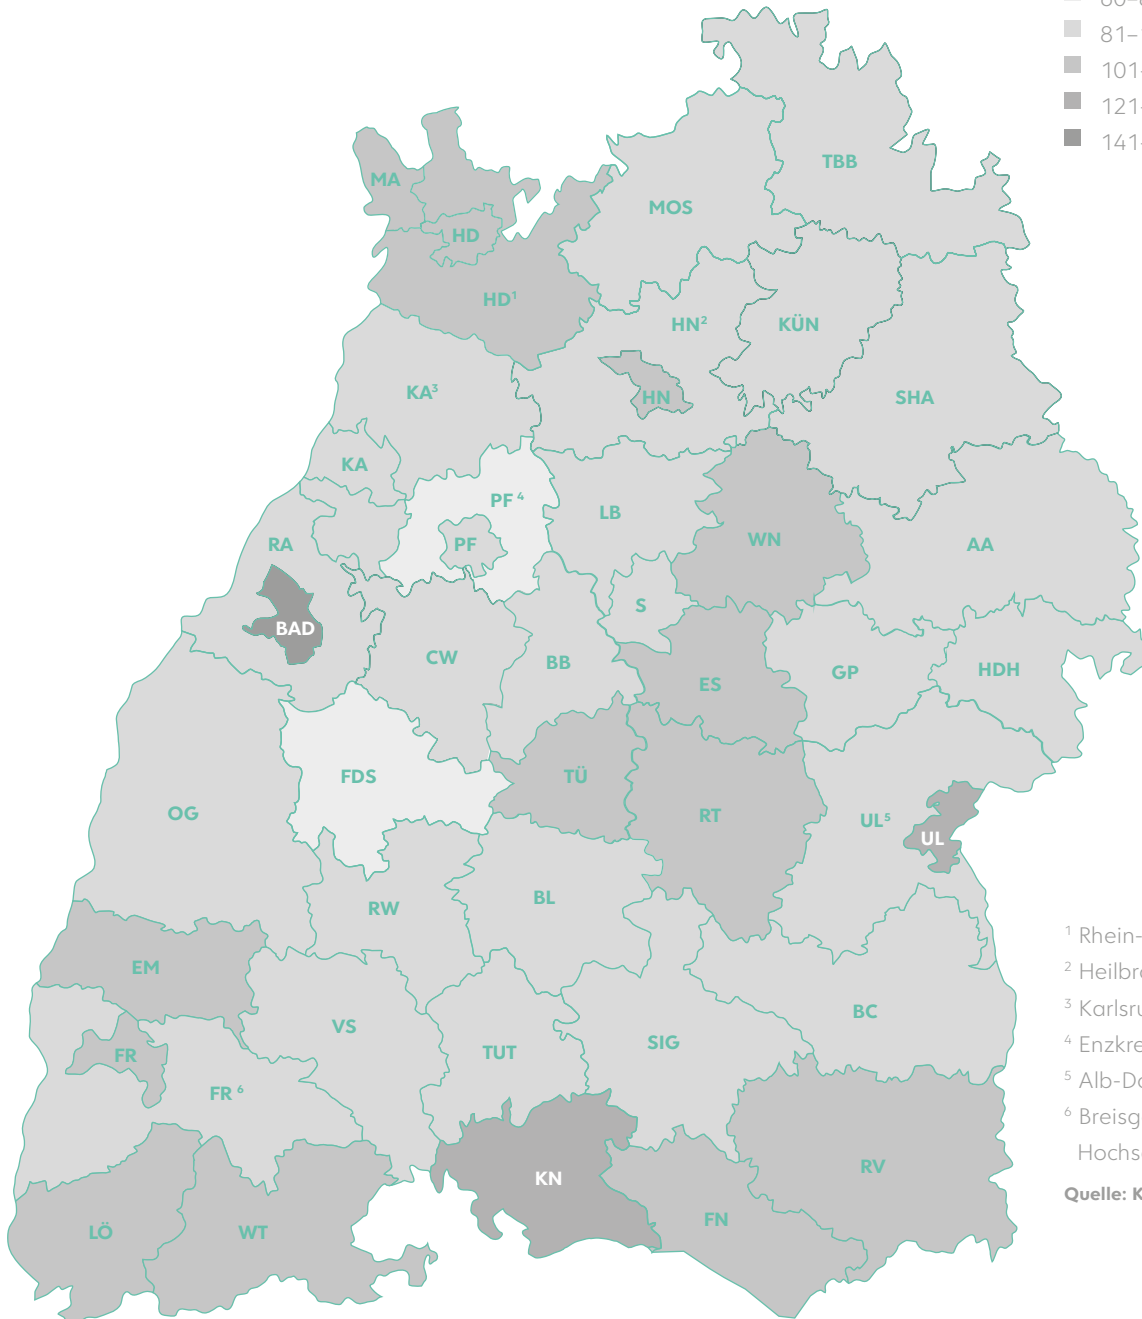 81–
101–
121–
141–
TBB
MA
MOS
HD
HD¹
HN²
KÜN
KA³
HN
SHA
KA
PF⁴
LB
WN
RA
PF
AA
S
BAD
CW
BB
GP
HDH
ES
FDS
TÜ
OG
RT
UL⁵
UL
BL
RW
EM
BC
VS
SIG
TUT
FR
FR⁶
RV
KN
FN
LÖ
WT
¹ Rhein-
² Heilbr
³ Karlsru
⁴ Enzkre
⁵ Alb-Do
⁶ Breisg
Hochs
Quelle: K